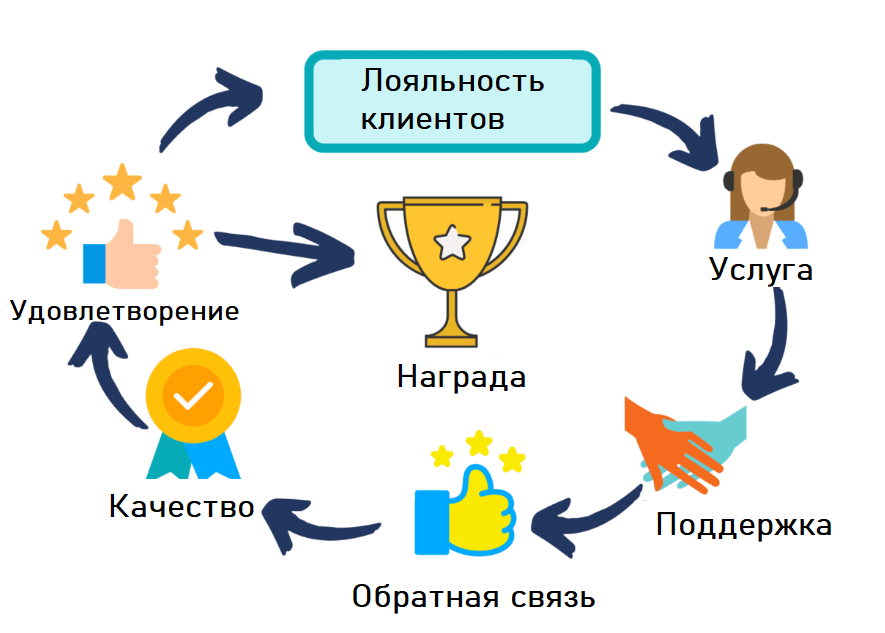 Лояльность
клиентов
Услуга
Удовлетворение
Награда
Качество
Поддержка
Обратная связь